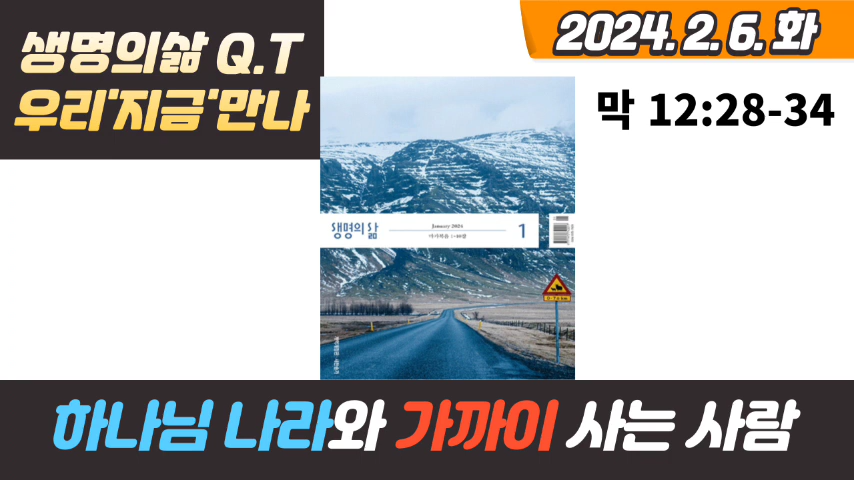 생명의삶 Q.T
우리'지금'만나
2024. 2. 6. 화
막 12:28-34
생명의 삶
January 2024
1
하나님 나라와 가까이 사는 사람